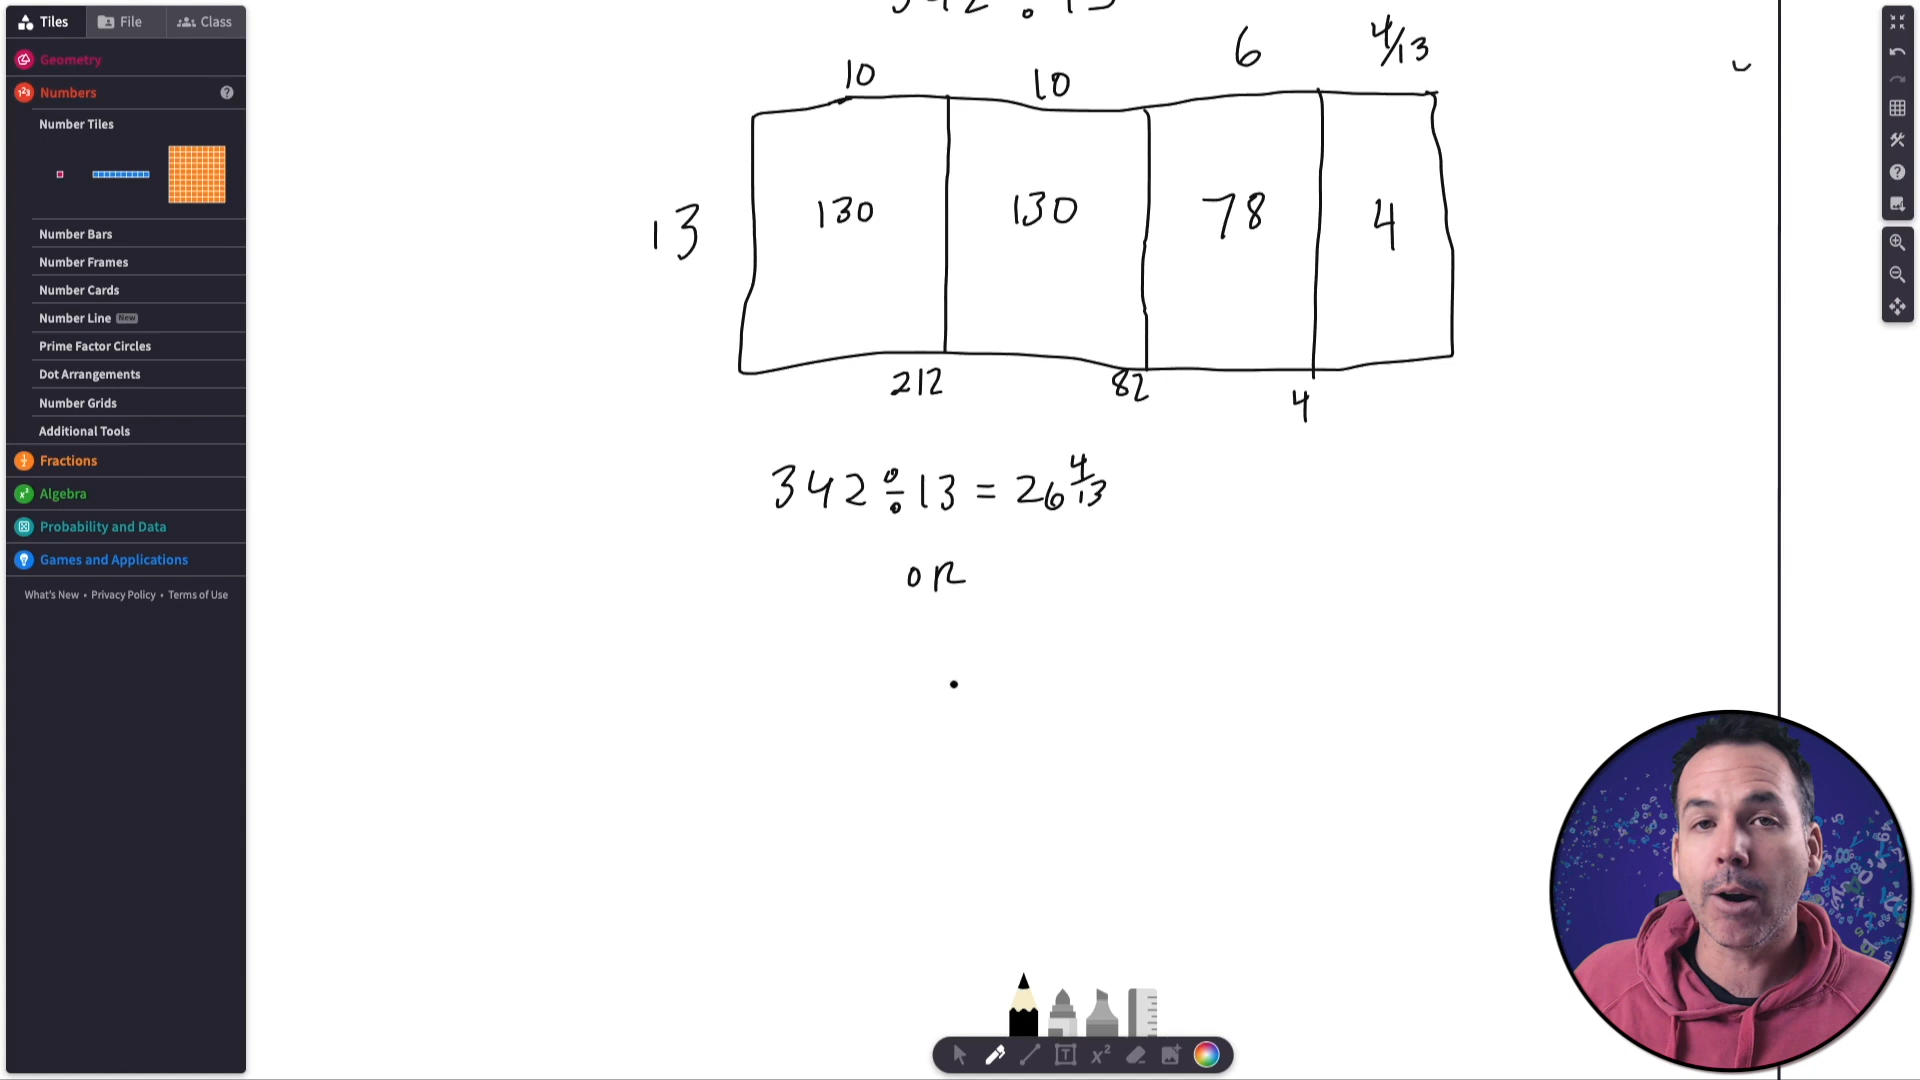 Tiles File Class
Geometry
Numbers ?
Number Tiles
Number Bars
Number Frames
Number Cards
Number Line New
Prime Factor Circles
Dot Arrangements
Number Grids
Additional Tools
Fractions
Algebra
Probability and Data
Games and Applications
What's New • Privacy Policy • Terms of Use
342 ÷ 13
10 10 6 4/13
13 130 130 78 4
212 82 4
342 ÷ 13 = 26 4/13
OR